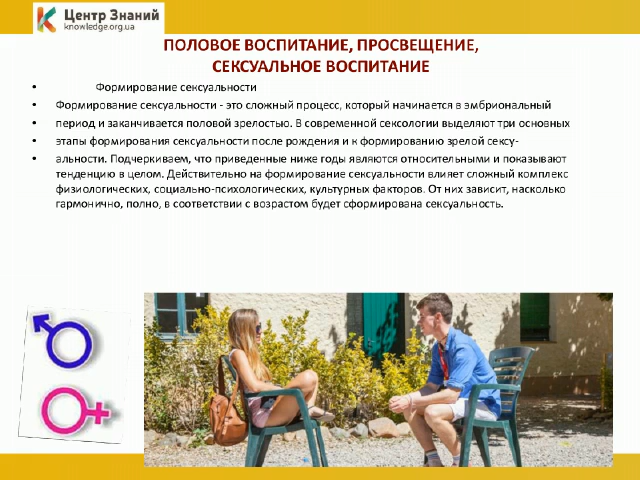 Центр Знаний
knowledge.org.ua
ПОЛОВОЕ ВОСПИТАНИЕ, ПРОСВЕЩЕНИЕ,
СЕКСУАЛЬНОЕ ВОСПИТАНИЕ
• Формирование сексуальности
• Формирование сексуальности - это сложный процесс, который начинается в эмбриональный
• период и заканчивается половой зрелостью. В современной сексологии выделяют три основных
• этапы формирования сексуальности после рождения и к формированию зрелой сексу-
• альности. Подчеркиваем, что приведенные ниже годы являются относительными и показывают
тенденцию в целом. Действительно на формирование сексуальности влияет сложный комплекс
физиологических, социально-психологических, культурных факторов. От них зависит, насколько
гармонично, полно, в соответствии с возрастом будет сформирована сексуальность.